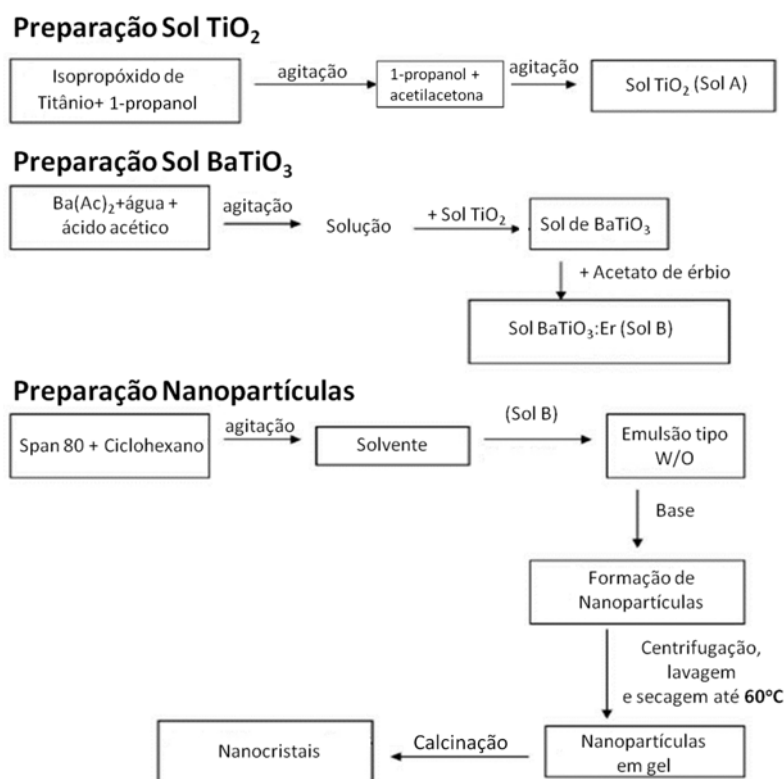 Preparação Sol TiO₂
Isopropóxido de
Titânio+ 1-propanol
agitação
1-propanol +
acetilacetona
agitação
Sol TiO₂ (Sol A)
Preparação Sol BaTiO₃
Ba(Ac)₂+água +
ácido acético
agitação
Solução
+ Sol TiO₂
Sol de BaTiO₃
+ Acetato de érbio
Sol BaTiO₃:Er (Sol B)
Preparação Nanopartículas
Span 80 + Ciclohexano
agitação
Solvente
(Sol B)
Emulsão tipo
W/O
Base
Formação de
Nanopartículas
Centrifugação,
lavagem
e secagem até 60ºC
Nanopartículas
em gel
Calcinação
Nanocristais